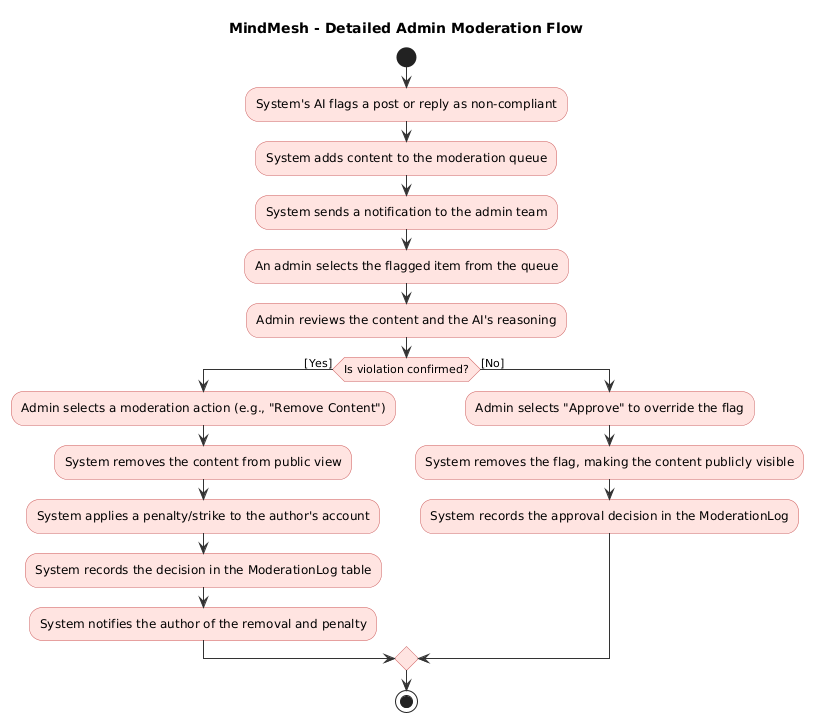 MindMesh - Detailed Admin Moderation Flow
System's AI flags a post or reply as non-compliant
System adds content to the moderation queue
System sends a notification to the admin team
An admin selects the flagged item from the queue
Admin reviews the content and the AI's reasoning
[Yes]
Is violation confirmed?
[No]
Admin selects a moderation action (e.g., "Remove Content")
System removes the content from public view
System applies a penalty/strike to the author's account
System records the decision in the ModerationLog table
System notifies the author of the removal and penalty
Admin selects "Approve" to override the flag
System removes the flag, making the content publicly visible
System records the approval decision in the ModerationLog